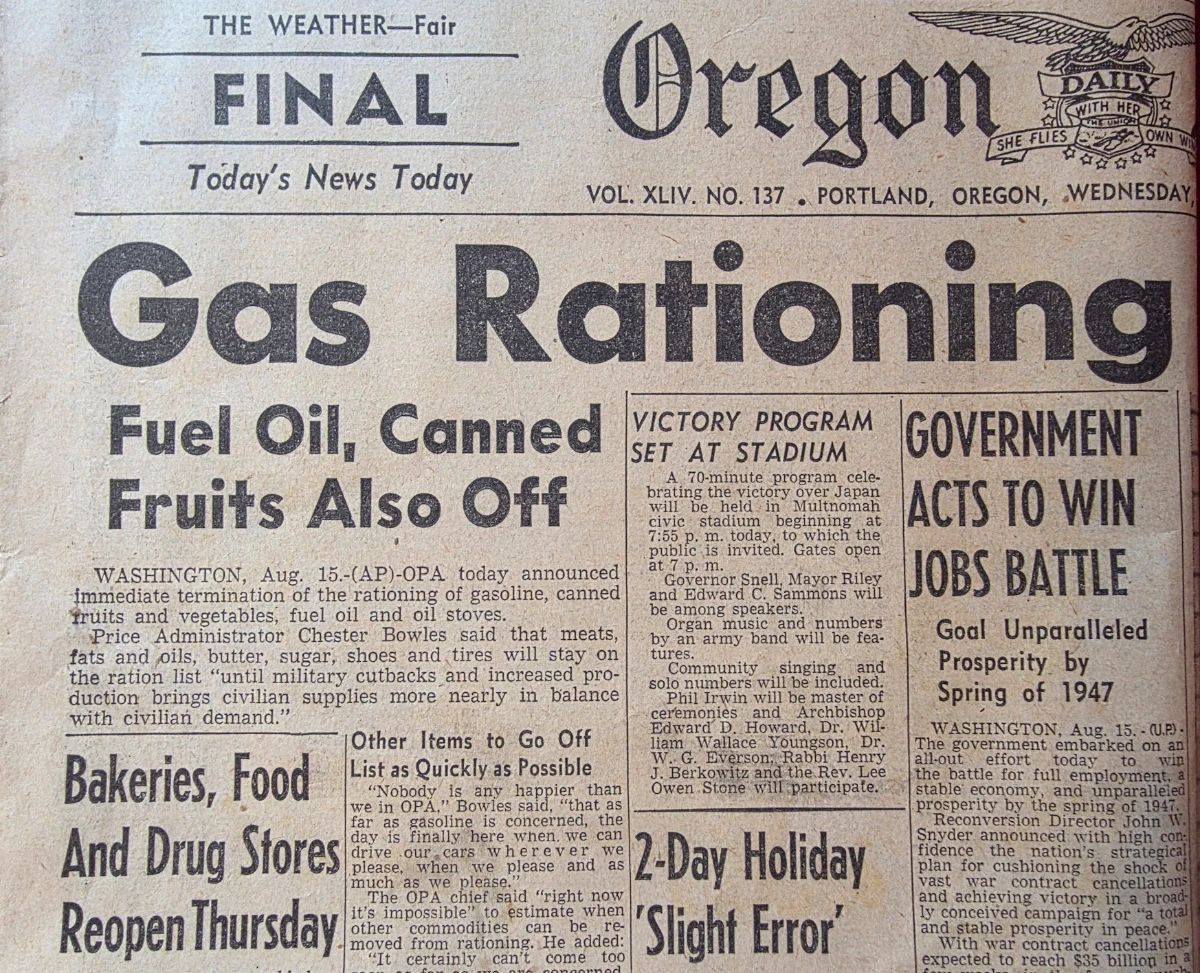 THE WEATHER—Fair
FINAL
Today's News Today
Oregon
DAILY
WITH HER
THE UNION
SHE FLIES
OWN WI
VOL. XLIV. NO. 137 . PORTLAND, OREGON, WEDNESDAY,
Gas Rationing
Fuel Oil, Canned
Fruits Also Off
WASHINGTON, Aug. 15.-(AP)-OPA today announced
immediate termination of the rationing of gasoline, canned
fruits and vegetables, fuel oil and oil stoves.
Price Administrator Chester Bowles said that meats,
fats and oils, butter, sugar, shoes and tires will stay on
the ration list "until military cutbacks and increased pro-
duction brings civilian supplies more nearly in balance
with civilian demand."
Bakeries, Food
And Drug Stores
Reopen Thursday
Other Items to Go Off
List as Quickly as Possible
"Nobody is any happier than
we in OPA," Bowles said, "that as
far as gasoline is concerned, the
day is finally here when we can
drive our cars wherever we
please, when we please and as
much as we please."
The OPA chief said "right now
it's impossible" to estimate when
other commodities can be re-
moved from rationing. He added:
"It certainly can't come too
VICTORY PROGRAM
SET AT STADIUM
A 70-minute program cele-
brating the victory over Japan
will be held in Multnomah
civic stadium beginning at
7:55 p. m. today, to which the
public is invited. Gates open
at 7 p. m.
Governor Snell, Mayor Riley
and Edward C. Sammons will
be among speakers.
Organ music and numbers
by an army band will be fea-
tures.
Community singing and
solo numbers will be included.
Phil Irwin will be master of
ceremonies and Archbishop
Edward D. Howard, Dr. Wil-
liam Wallace Youngson, Dr.
W. G. Everson, Rabbi Henry
J. Berkowitz and the Rev. Lee
Owen Stone will participate.
2-Day Holiday
'Slight Error'
GOVERNMENT
ACTS TO WIN
JOBS BATTLE
Goal Unparalleled
Prosperity by
Spring of 1947
WASHINGTON, Aug. 15.-(U.P.)-
The government embarked on an
all-out effort today to win
the battle for full employment, a
stable economy, and unparalleled
prosperity by the spring of 1947.
Reconversion Director John W.
Snyder announced with high con-
fidence the nation's strategical
plan for cushioning the shock of
vast war contract cancellations
and achieving victory in a broad-
ly conceived campaign for "a total
and stable prosperity in peace."
With war contract cancellations
expected to reach $35 billion in a